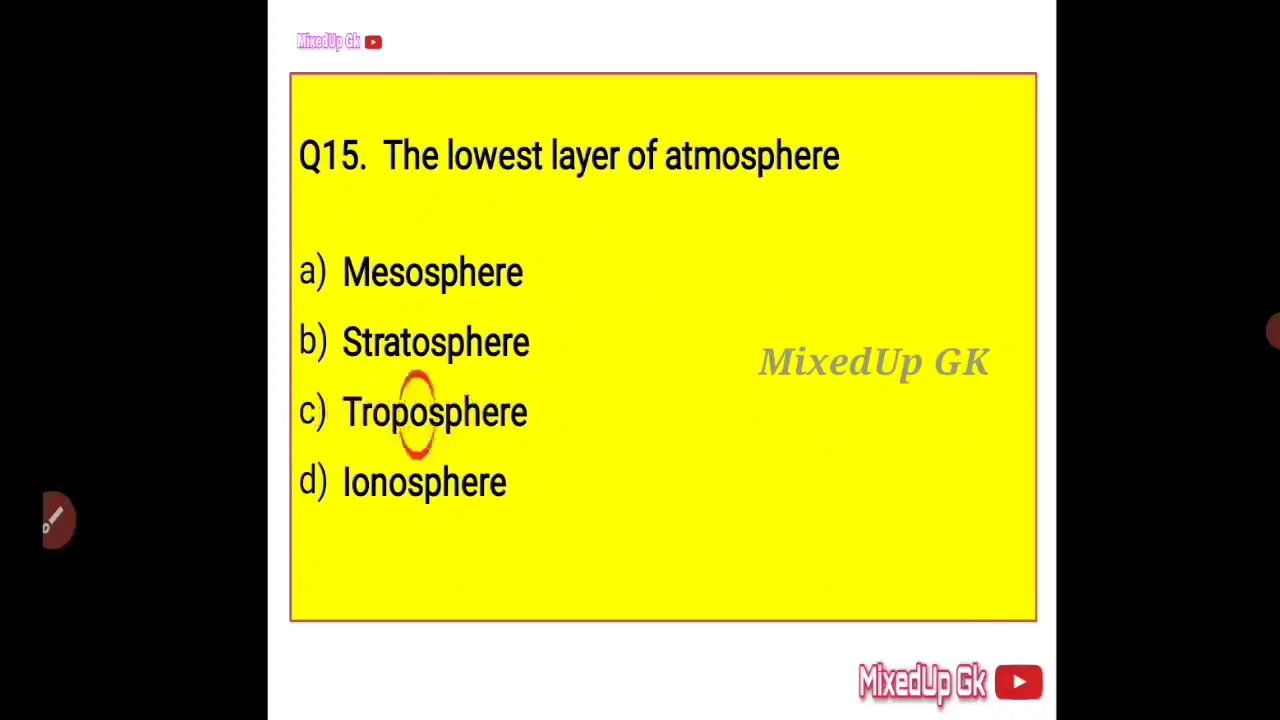 MixedUp Gk
Q15. The lowest layer of atmosphere
a) Mesosphere
b) Stratosphere
MixedUp GK
c) Troposphere
d) Ionosphere
MixedUp Gk